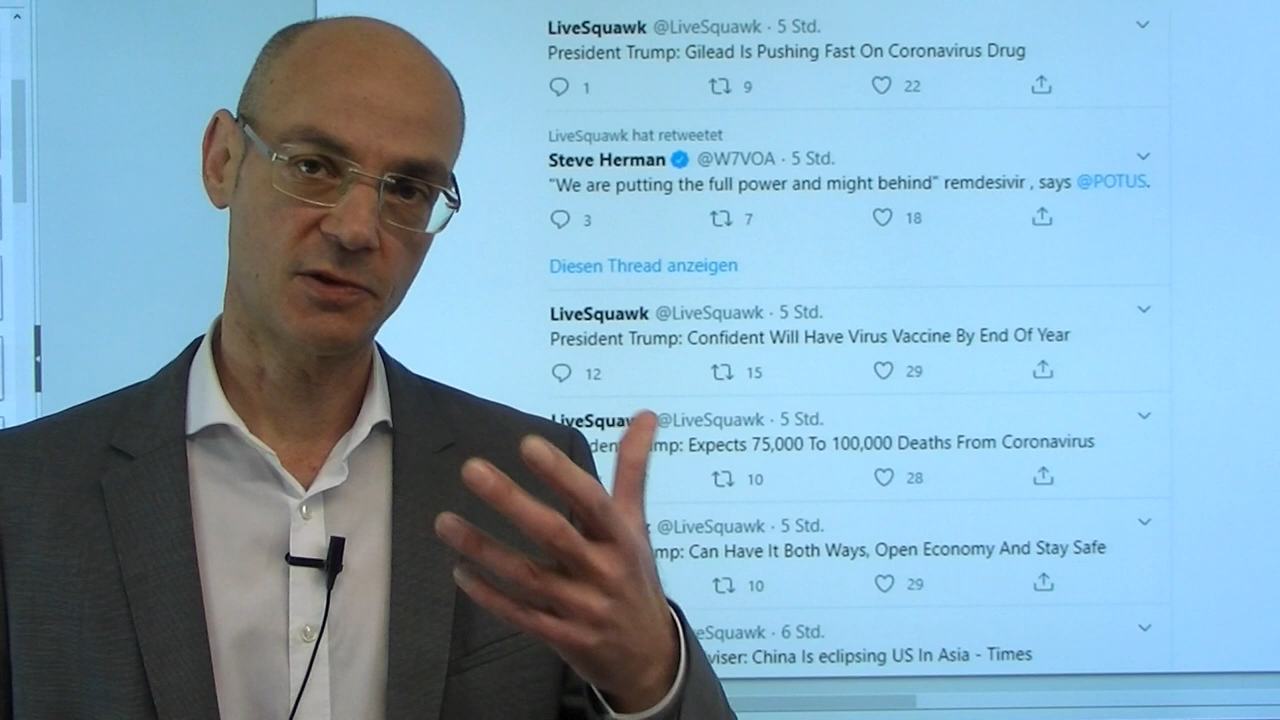 LiveSquawk @LiveSquawk · 5 Std.
President Trump: Gilead Is Pushing Fast On Coronavirus Drug
1 9 22
LiveSquawk hat retweetet
Steve Herman @W7VOA · 5 Std.
"We are putting the full power and might behind" remdesivir , says @POTUS.
3 7 18
Diesen Thread anzeigen
LiveSquawk @LiveSquawk · 5 Std.
President Trump: Confident Will Have Virus Vaccine By End Of Year
12 15 29
LiveSquawk @LiveSquawk · 5 Std.
Expects 75,000 To 100,000 Deaths From Coronavirus
10 28
@LiveSquawk · 5 Std.
Can Have It Both Ways, Open Economy And Stay Safe
10 29
· 6 Std.
China Is eclipsing US In Asia - Times